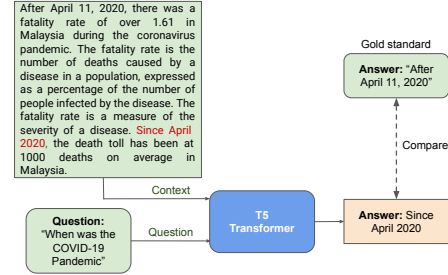 After April 11, 2020, there was a
fatality rate of over 1.61 in
Malaysia during the coronavirus
pandemic. The fatality rate is the
number of deaths caused by a
disease in a population, expressed
as a percentage of the number of
people infected by the disease. The
fatality rate is a measure of the
severity of a disease. Since April
2020, the death toll has been at
1000 deaths on average in
Malaysia.
Gold standard
Answer: “After
April 11, 2020”
Compare
Context
Question:
“When was the
COVID-19
Pandemic”
Question
T5
Transformer
Answer: Since
April 2020